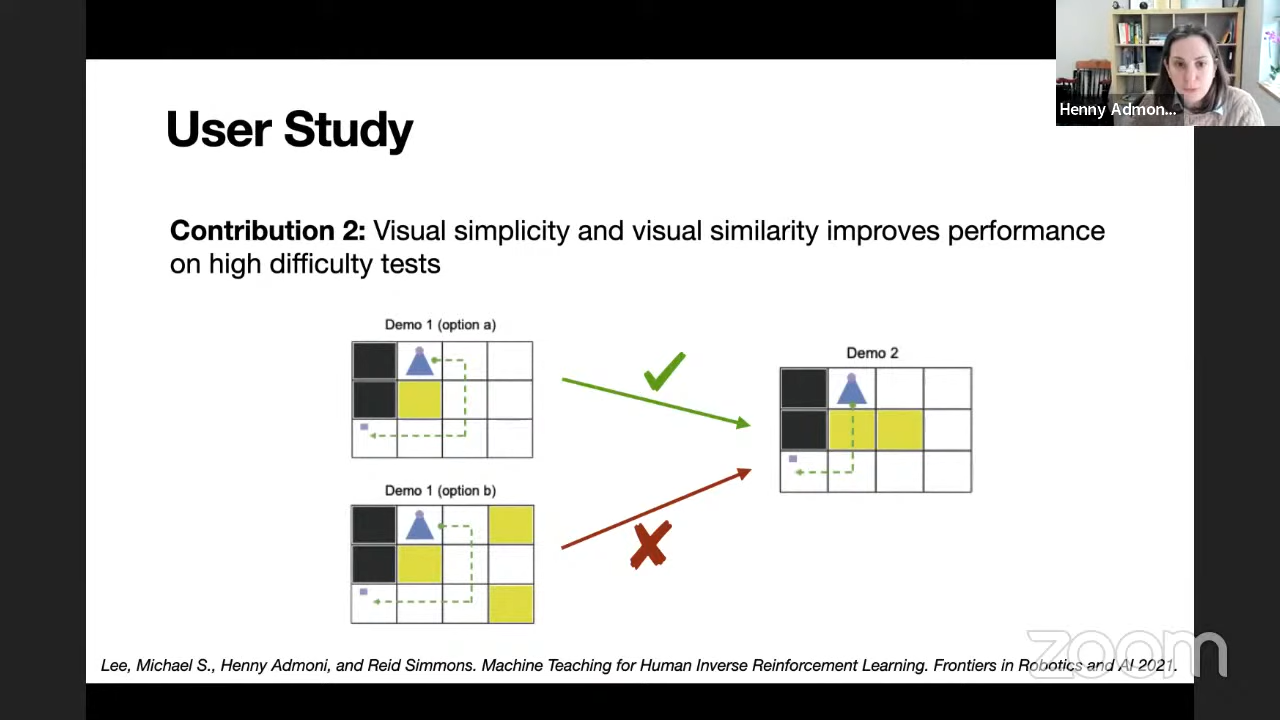 Henny Admon...
User Study
Contribution 2: Visual simplicity and visual similarity improves performance
on high difficulty tests
Demo 1 (option a)
Demo 2
Demo 1 (option b)
zoom
Lee, Michael S., Henny Admoni, and Reid Simmons. Machine Teaching for Human Inverse Reinforcement Learning. Frontiers in Robotics and AI 2021.